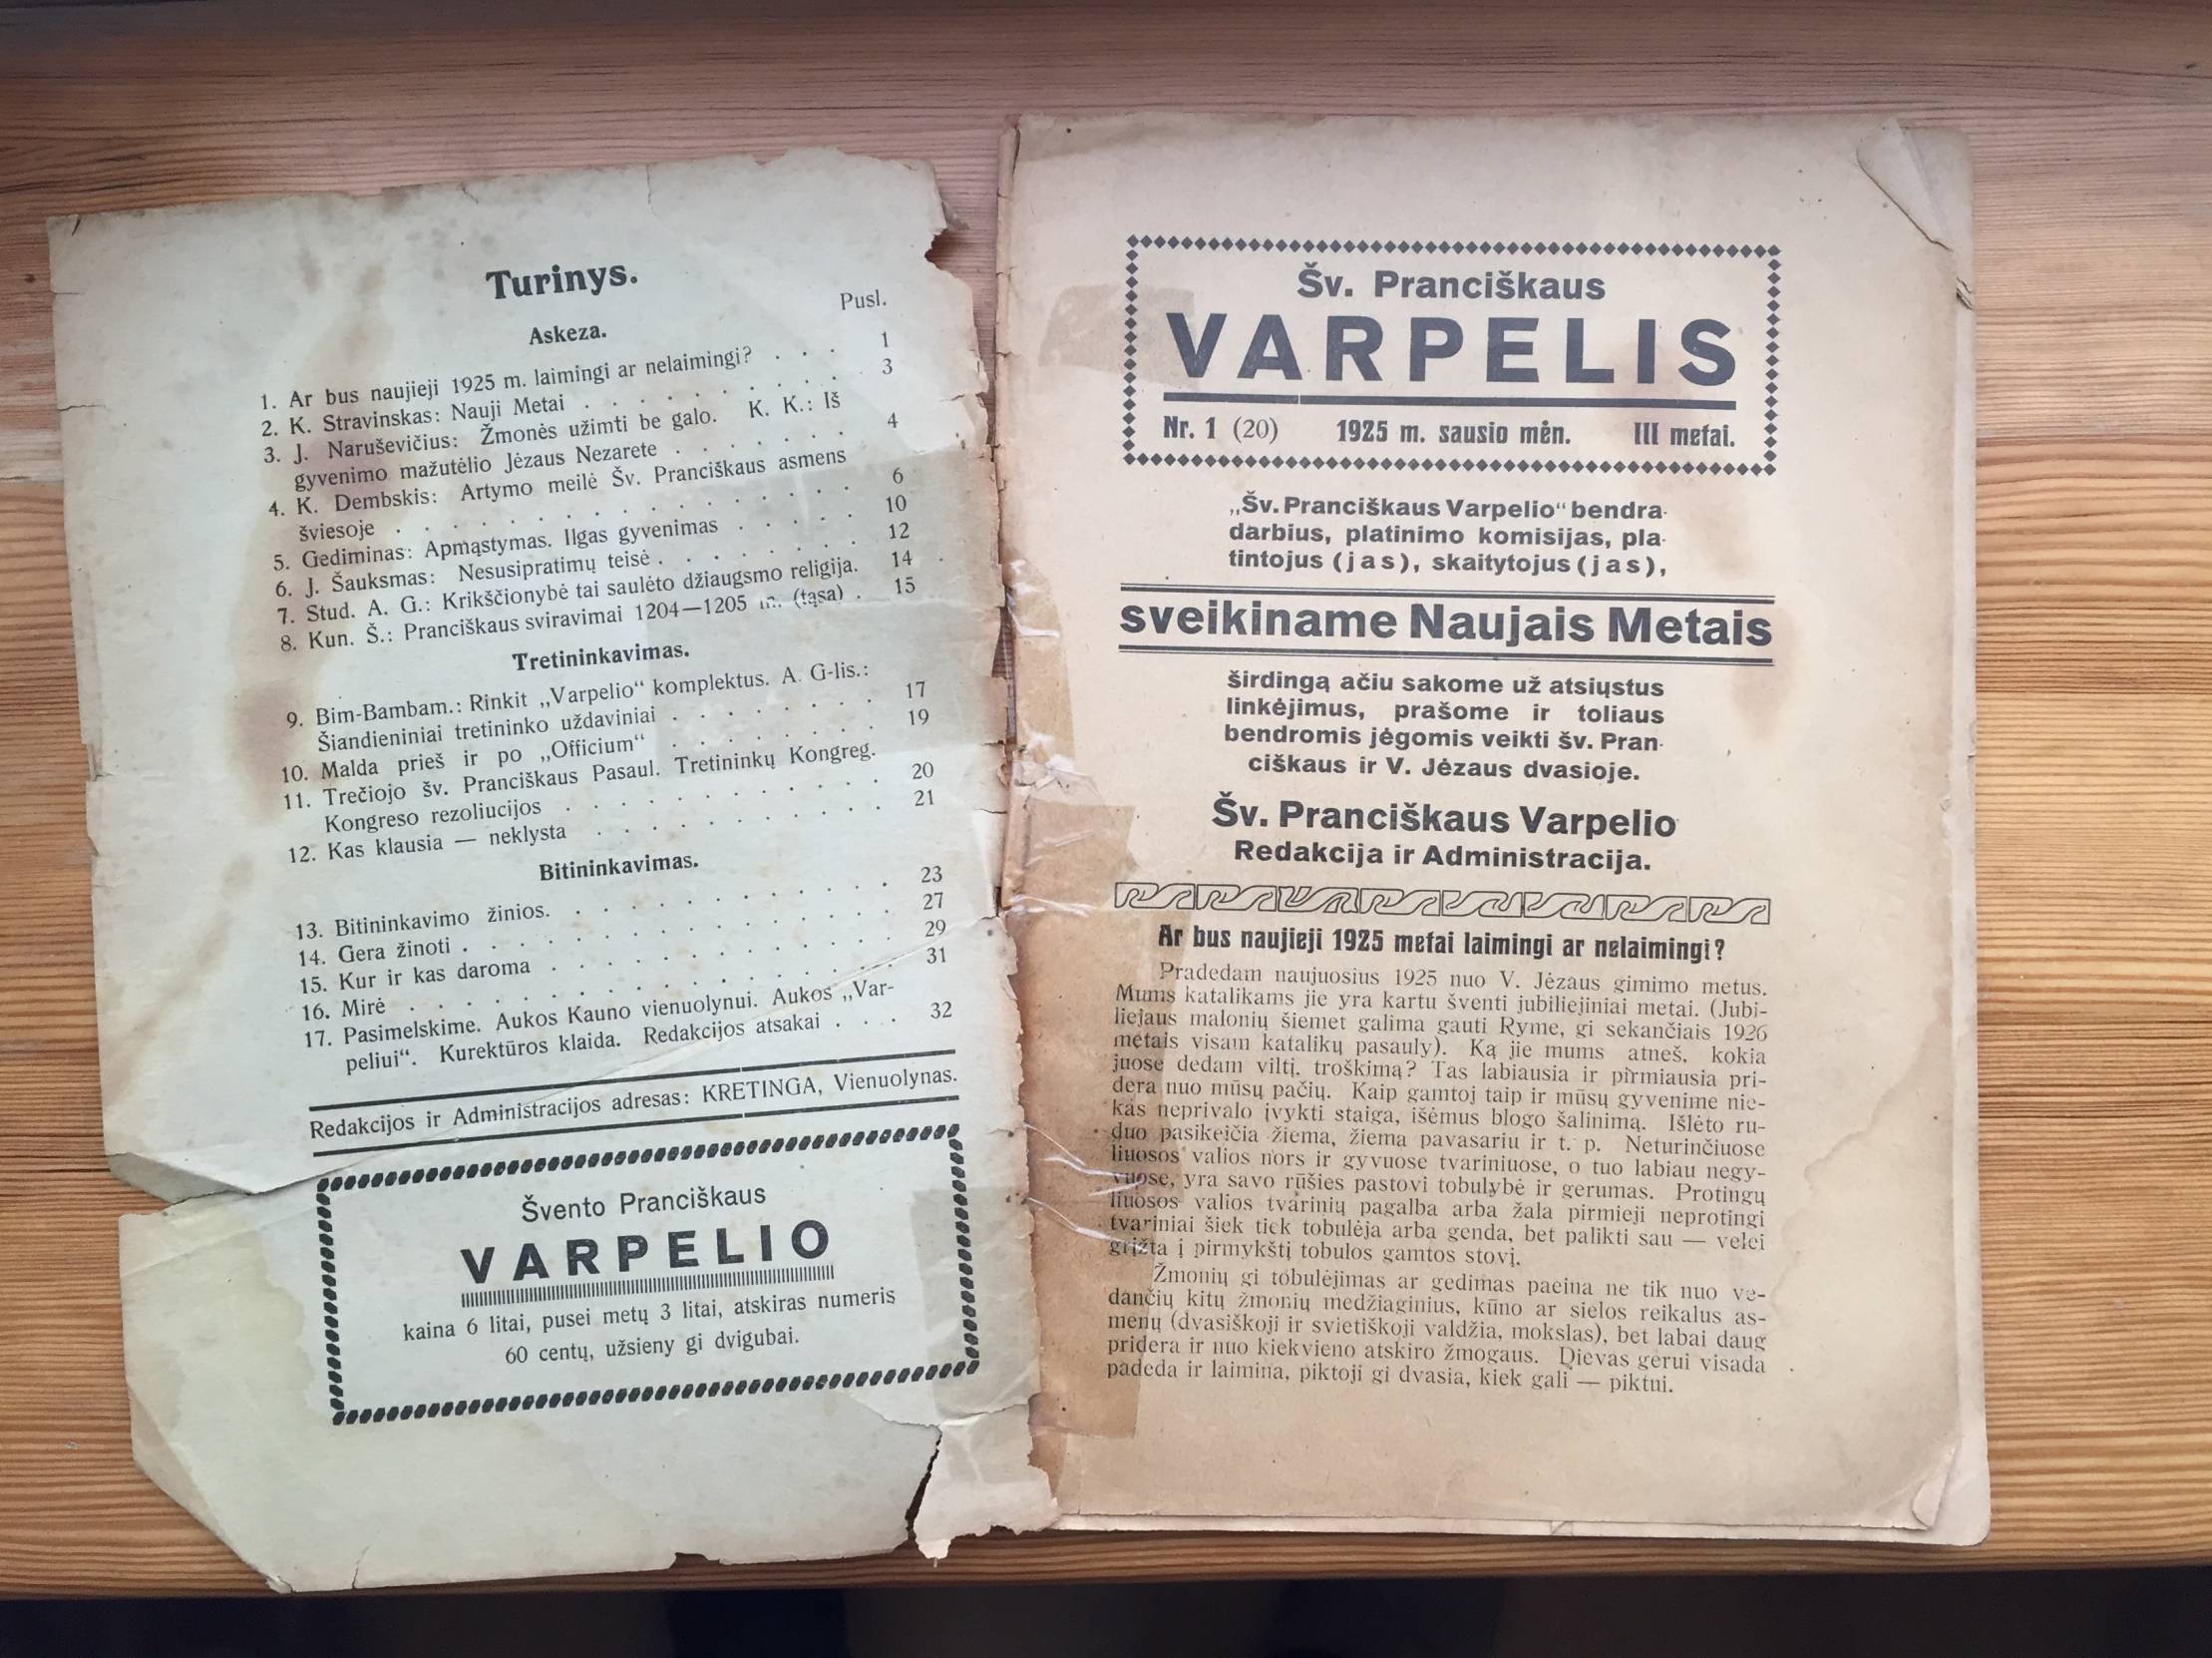 Turinys.
Pusl.
Askeza.
1. Ar bus naujieji 1925 m. laimingi ar nelaimingi? . . . 1
2. K. Stravinskas: Nauji Metai . . . . . . . . 3
3. J. Naruševičius: Žmonės užimti be galo. K. K.: Iš
gyvenimo mažutėlio Jėzaus Nezarete . . . . . . 4
4. K. Dembskis: Artymo meilė Šv. Pranciškaus asmens
šviesoje . . . . . . . . . . . . . 6
5. Gediminas: Apmąstymas. Ilgas gyvenimas . . . . . 10
6. J. Šauksmas: Nesusipratimų teisė . . . . . . . 12
7. Stud. A. G.: Krikščionybė tai saulėto džiaugsmo religija. 14
8. Kun. Š.: Pranciškaus sviravimai 1204—1205 m. (tąsa) . 15
Tretininkavimas.
9. Bim-Bambam.: Rinkit „Varpelio“ komplektus. A. G-lis.:
Šiandieniniai tretininko uždaviniai . . . . . . . 17
10. Malda prieš ir po „Officium“ . . . . . . . 19
11. Trečiojo šv. Pranciškaus Pasaul. Tretininkų Kongreg.
Kongreso rezoliucijos . . . . . . . . . . 20
12. Kas klausia — neklysta . . . . . . . . . 21
Bitininkavimas.
13. Bitininkavimo žinios. . . . . . . . . . . 23
14. Gera žinoti . . . . . . . . . . . . . 27
15. Kur ir kas daroma . . . . . . . . . . . 29
16. Mirė . . . . . . . . . . . . . . . 31
17. Pasimelskime. Aukos Kauno vienuolynui. Aukos „Var-
peliui“. Kurektūros klaida. Redakcijos atsakai . . . 32
Redakcijos ir Administracijos adresas: KRETINGA, Vienuolynas.
Švento Pranciškaus
VARPELIO
kaina 6 litai, pusei metų 3 litai, atskiras numeris
60 centų, užsieny gi dvigubai.
Šv. Pranciškaus
VARPELIS
Nr. 1 (20) 1925 m. sausio mėn. III metai.
„Šv. Pranciškaus Varpelio“ bendra-
darbius, platinimo komisijas, pla-
tintojus (jas), skaitytojus (jas),
sveikiname Naujais Metais
širdingą ačiu sakome už atsiųstus
linkėjimus, prašome ir toliaus
bendromis jėgomis veikti šv. Pran-
ciškaus ir V. Jėzaus dvasioje.
Šv. Pranciškaus Varpelio
Redakcija ir Administracija.
Ar bus naujieji 1925 metai laimingi ar nelaimingi?
Pradedam naujuosius 1925 nuo V. Jėzaus gimimo metus.
Mums katalikams jie yra kartu šventi jubiliejiniai metai. (Jubi-
liejaus malonių šiemet galima gauti Ryme, gi sekančiais 1926
metais visam katalikų pasauly). Ką jie mums atneš, kokia
juose dedam viltį, troškimą? Tas labiausia ir pirmiausia pri-
dera nuo mūsų pačių. Kaip gamtoj taip ir mūsų gyvenime nie-
kas neprivalo įvykti staiga, išėmus blogo šalinimą. Išlėto ru-
duo pasikeičia žiema, žiema pavasariu ir t. p. Neturinčiuose
liuosos valios nors ir gyvuose tvariniuose, o tuo labiau negy-
vuose, yra savo rūšies pastovi tobulybė ir gerumas. Protingų
liuosos valios tvarinių pagalba arba žala pirmieji neprotingi
tvariniai šiek tiek tobulėja arba genda, bet palikti sau — velei
grįžta į pirmykštį tobulos gamtos stovį.
Žmonių gi tobulėjimas ar gedimas paeina ne tik nuo ve-
dančių kitų žmonių medžiaginius, kūno ar sielos reikalus as-
menų (dvasiškoji ir svietiškoji valdžia, mokslas), bet labai daug
pridera ir nuo kiekvieno atskiro žmogaus. Dievas gerui visada
padeda ir laimina, piktoji gi dvasia, kiek gali — piktui.